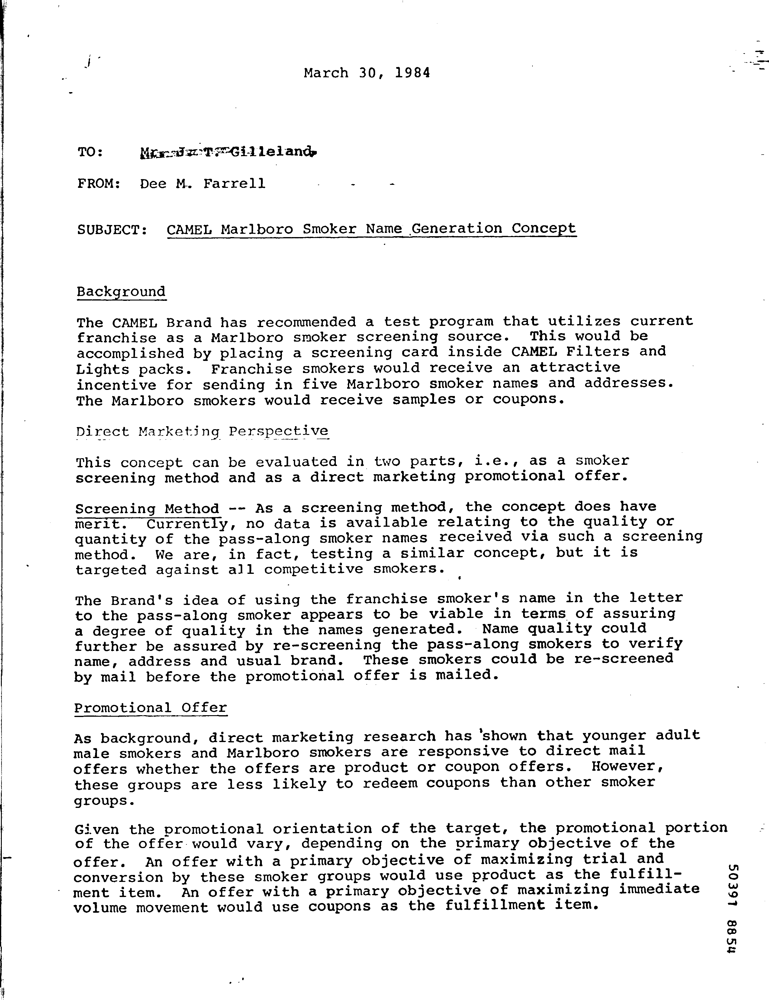 March 30, 1984
TO: Mr. J. T. Gilleland
FROM: Dee M. Farrell
SUBJECT: CAMEL Marlboro Smoker Name Generation Concept
Background
The CAMEL Brand has recommended a test program that utilizes current
franchise as a Marlboro smoker screening source. This would be
accomplished by placing a screening card inside CAMEL Filters and
Lights packs. Franchise smokers would receive an attractive
incentive for sending in five Marlboro smoker names and addresses.
The Marlboro smokers would receive samples or coupons.
Direct Marketing Perspective
This concept can be evaluated in two parts, i.e., as a smoker
screening method and as a direct marketing promotional offer.
Screening Method -- As a screening method, the concept does have
merit. Currently, no data is available relating to the quality or
quantity of the pass-along smoker names received via such a screening
method. We are, in fact, testing a similar concept, but it is
targeted against all competitive smokers.
The Brand's idea of using the franchise smoker's name in the letter
to the pass-along smoker appears to be viable in terms of assuring
a degree of quality in the names generated. Name quality could
further be assured by re-screening the pass-along smokers to verify
name, address and usual brand. These smokers could be re-screened
by mail before the promotional offer is mailed.
Promotional Offer
As background, direct marketing research has shown that younger adult
male smokers and Marlboro smokers are responsive to direct mail
offers whether the offers are product or coupon offers. However,
these groups are less likely to redeem coupons than other smoker
groups.
Given the promotional orientation of the target, the promotional portion
of the offer would vary, depending on the primary objective of the
offer. An offer with a primary objective of maximizing trial and
conversion by these smoker groups would use product as the fulfill-
ment item. An offer with a primary objective of maximizing immediate
volume movement would use coupons as the fulfillment item.
50391 8854